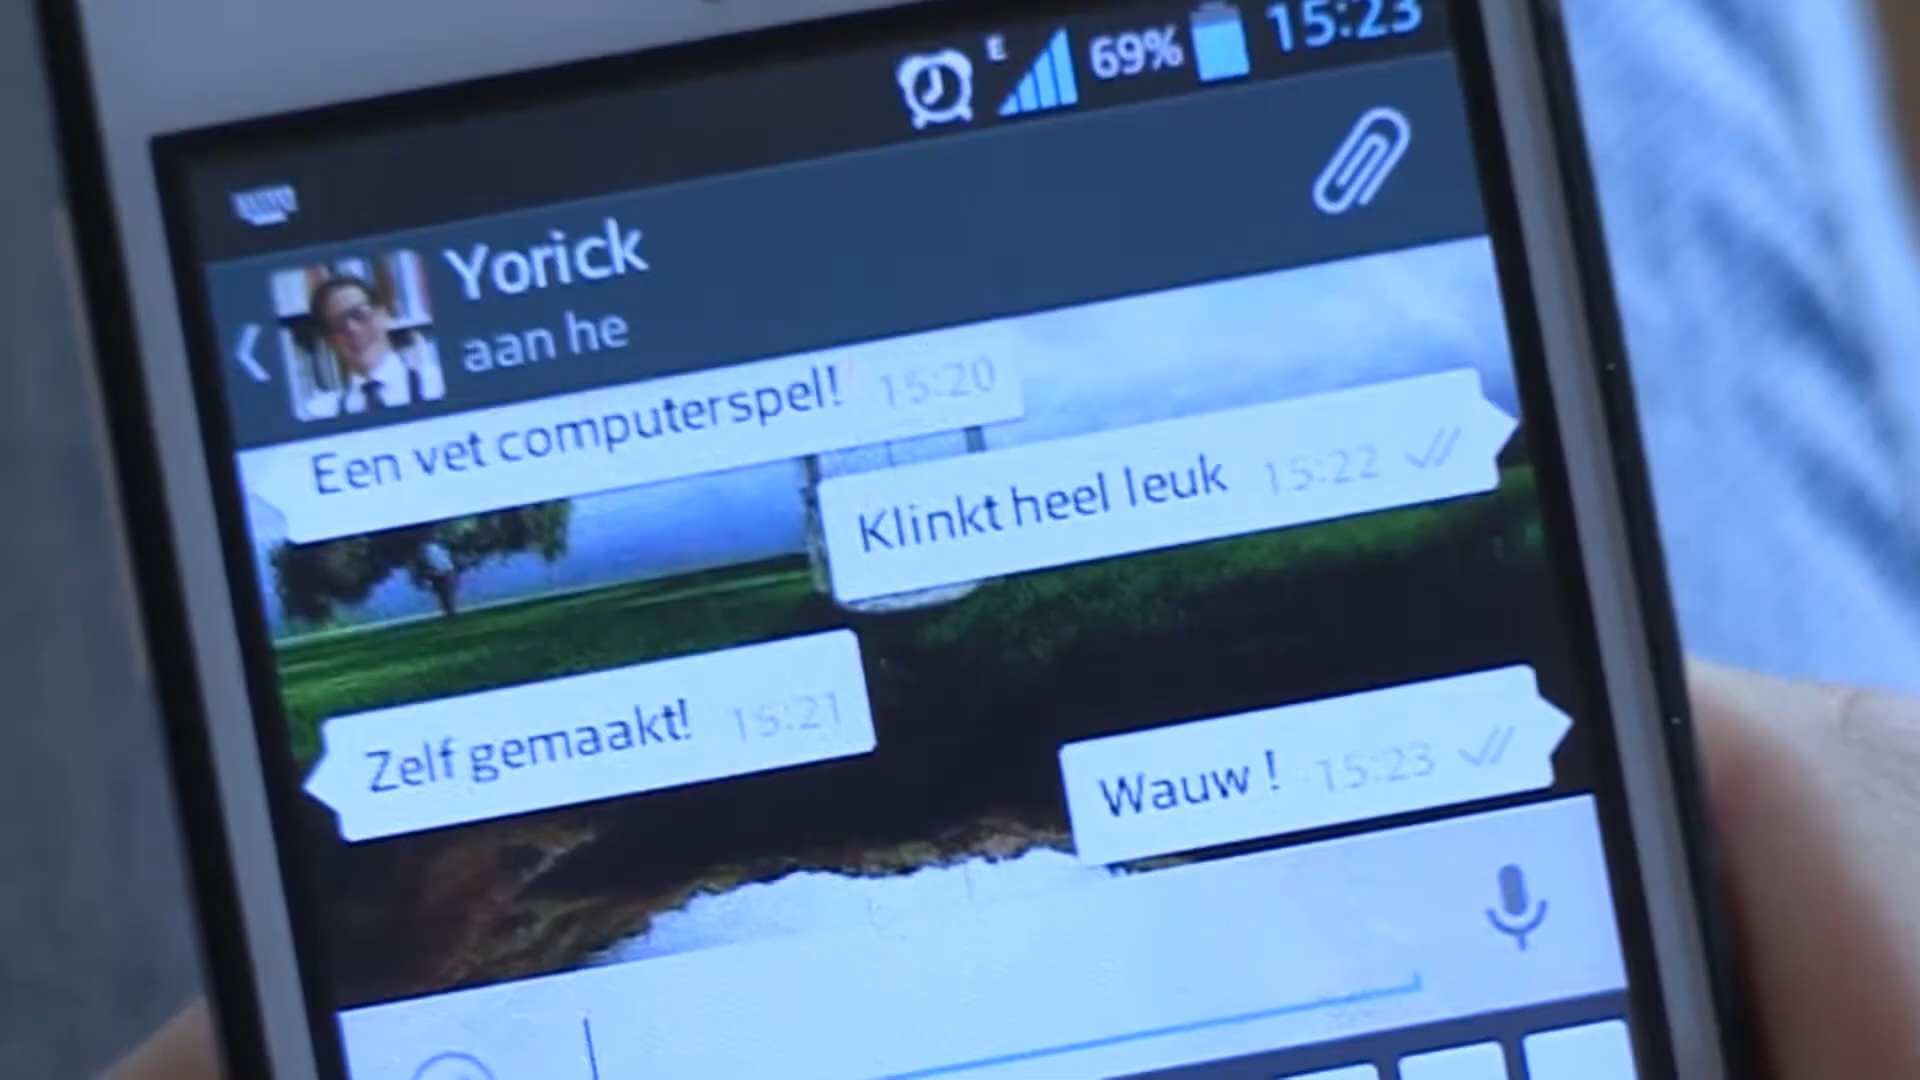 E 69% 15:23
Yorick
aan he
Een vet computerspel! 15:20
Klinkt heel leuk 15:22
Zelf gemaakt! 15:21
Wauw ! 15:23